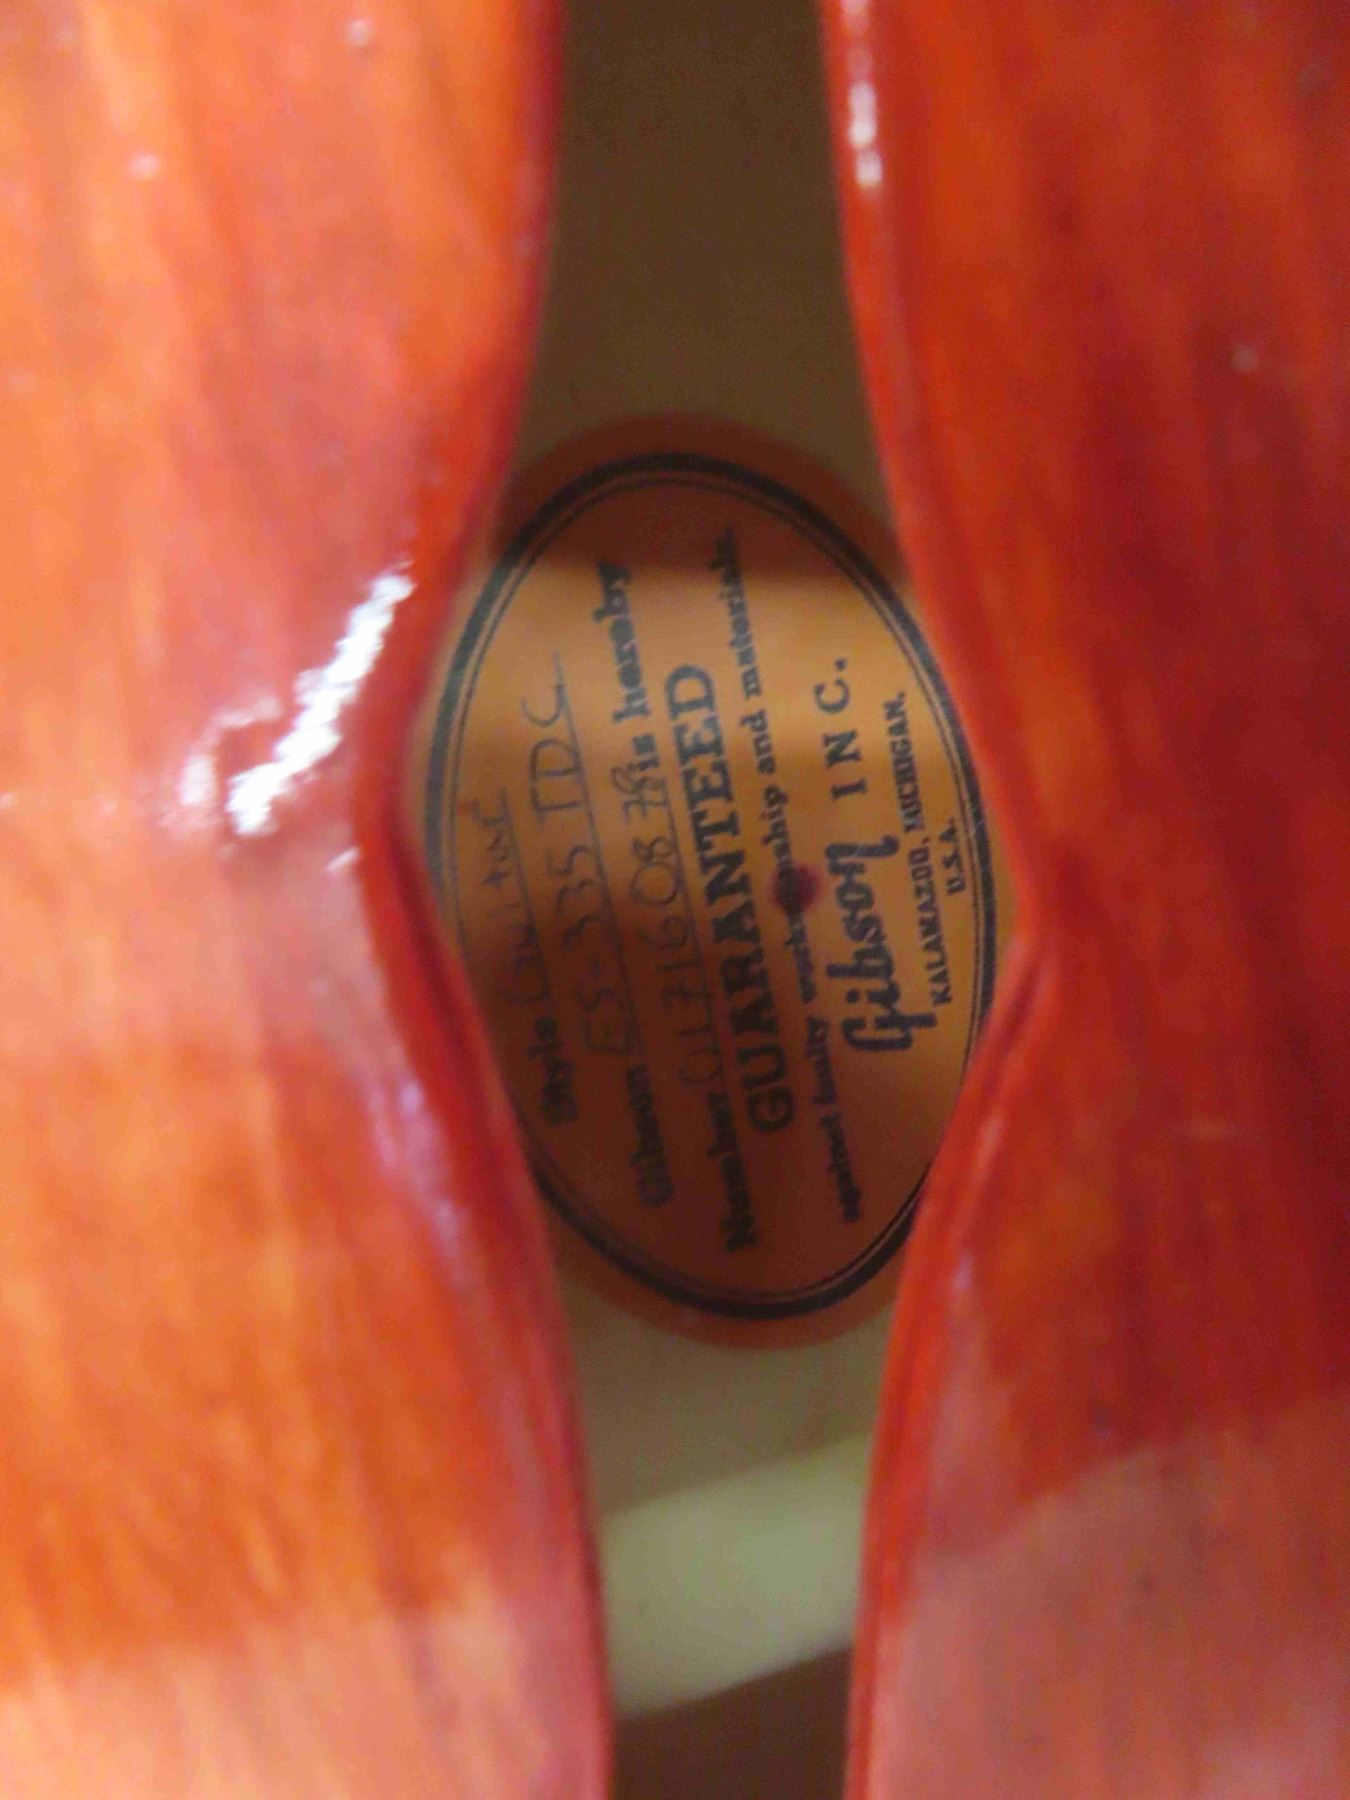 Style Guitar
Gibson ES-335 TDC
Number is hereby
GUARANTEED
against faulty workmanship and materials.
Gibson INC.
KALAMAZOO, MICHIGAN,
U.S.A.